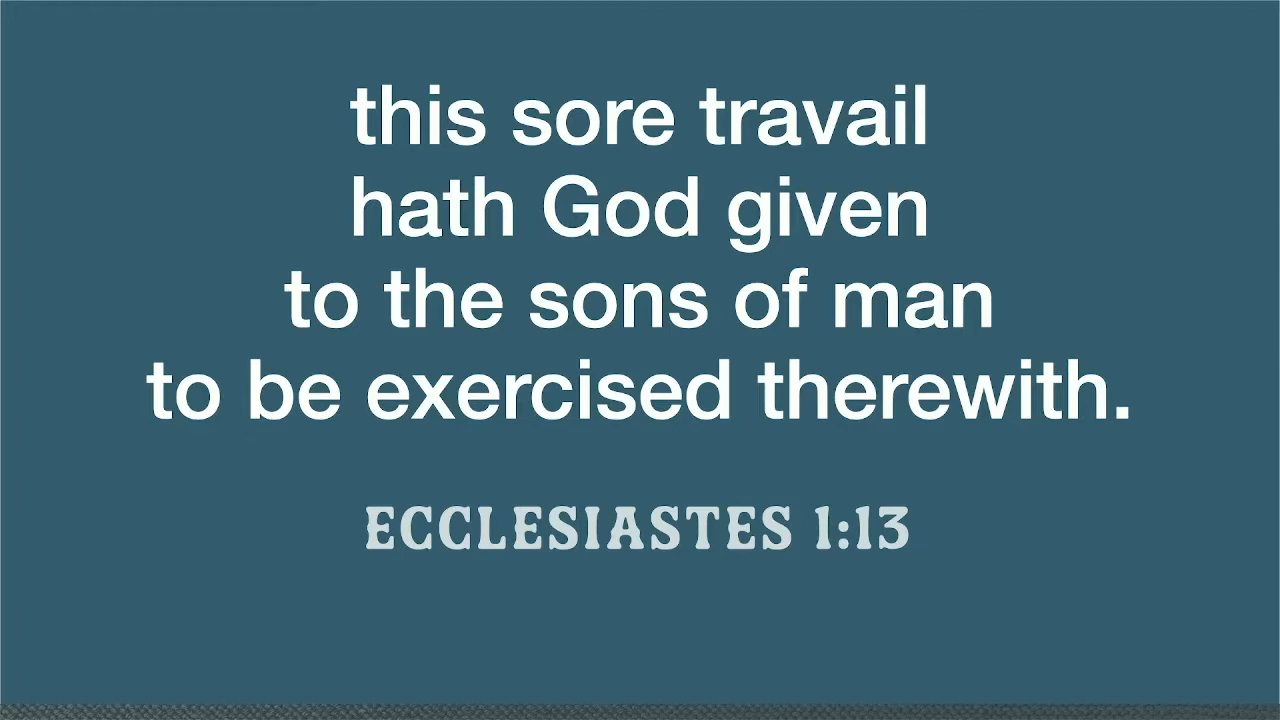 this sore travail
hath God given
to the sons of man
to be exercised therewith.
ECCLESIASTES 1:13